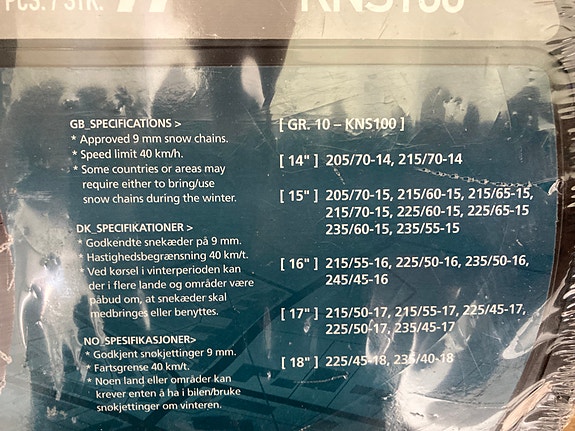 PCS. / STK.
KNS100
GB_SPECIFICATIONS >
* Approved 9 mm snow chains.
* Speed limit 40 km/h.
* Some countries or areas may
require either to bring/use
snow chains during the winter.
DK_SPECIFIKATIONER >
* Godkendte snekæder på 9 mm.
* Hastighedsbegrænsning 40 km/t.
* Ved kørsel i vinterperioden kan
der i flere lande og områder være
påbud om, at snekæder skal
medbringes eller benyttes.
NO_SPESIFIKASJONER>
* Godkjent snøkjettinger 9 mm.
* Fartsgrense 40 km/t.
* Noen land eller områder kan
krever enten å ha i bilen/bruke
snøkjettinger om vinteren.
[ GR. 10 – KNS100 ]
[ 14" ] 205/70-14, 215/70-14
[ 15" ] 205/70-15, 215/60-15, 215/65-15,
215/70-15, 225/60-15, 225/65-15
235/60-15, 235/55-15
[ 16" ] 215/55-16, 225/50-16, 235/50-16,
245/45-16
[ 17" ] 215/50-17, 215/55-17, 225/45-17,
225/50-17, 235/45-17
[ 18" ] 225/45-18, 235/40-18